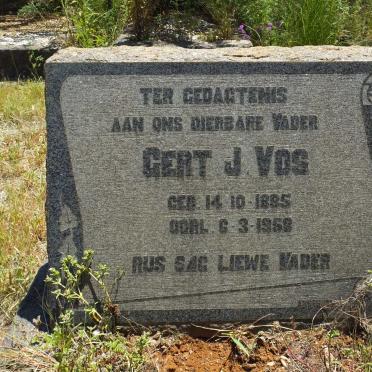 TER GEDAGTENIS
AAN ONS DIERBARE VADER
GERT J. VOS
GEB. 14·10·1885
OORL. 6·3·1958
RUS SAG LIEWE VADER